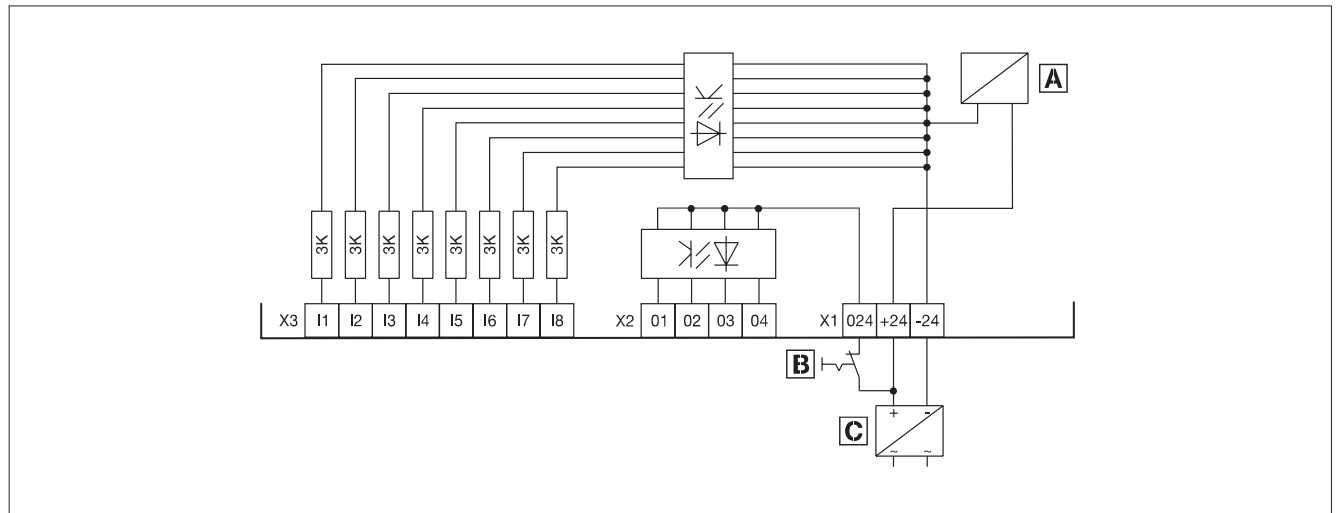 A
3K 3K 3K 3K 3K 3K 3K 3K
X3 I1 I2 I3 I4 I5 I6 I7 I8 X2 01 02 03 04 X1 024 +24 -24
B
+ -
C
~ ~